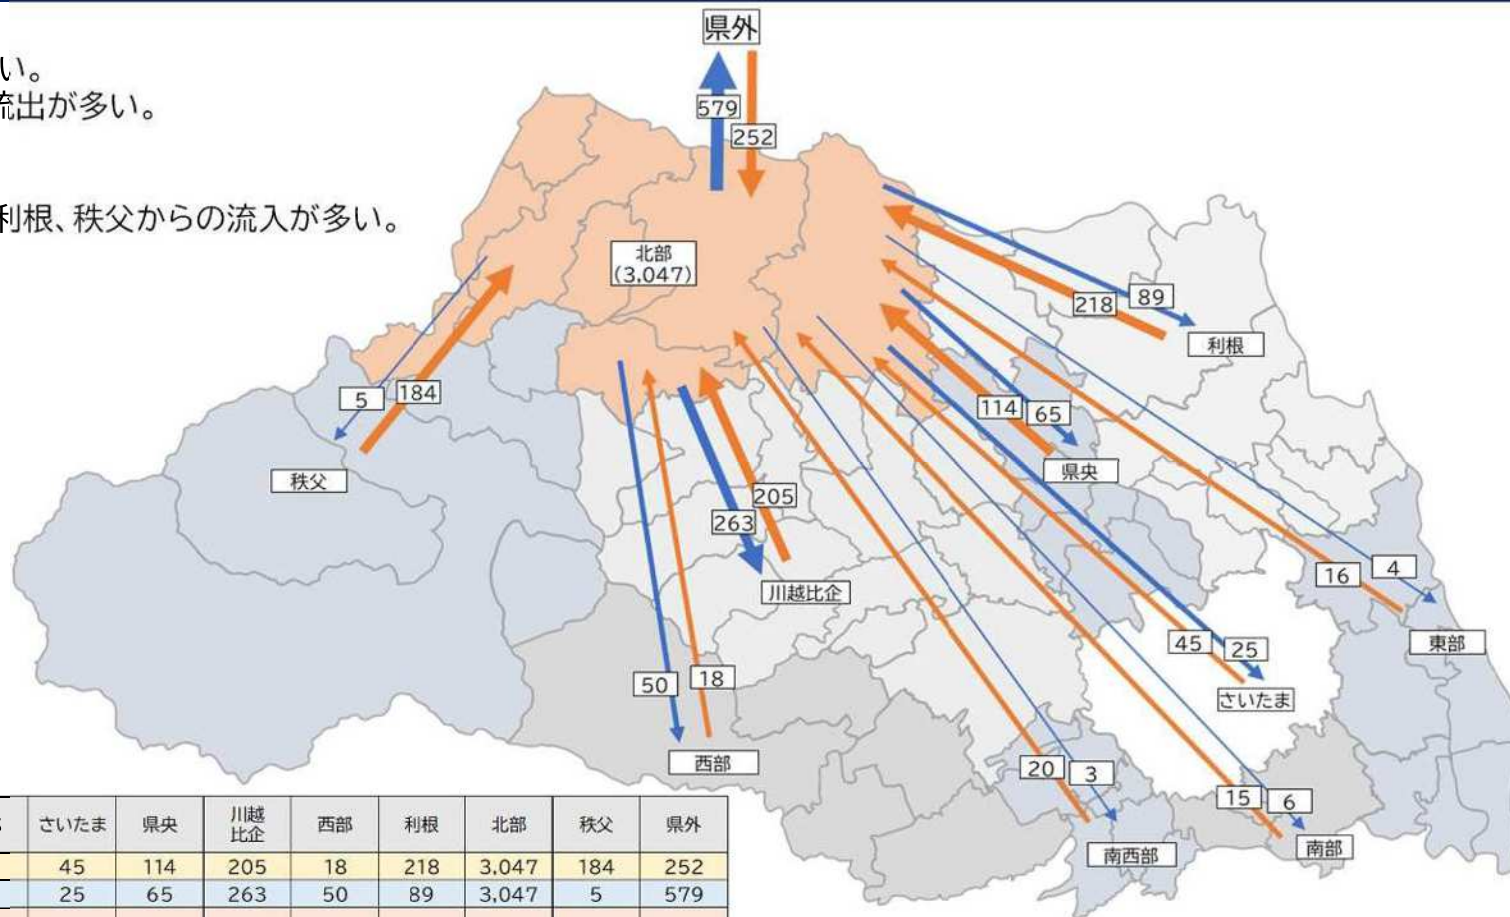 県外
い。
流出が多い。
579
252
利根、秩父からの流入が多い。
北部
(3,047)
218
89
利根
5
184
114
65
県央
秩父
205
263
川越比企
16
4
東部
45
25
さいたま
50
18
西部
20
3
南西部
15
6
南部
さいたま 県央 川越比企 西部 利根 北部 秩父 県外
45 114 205 18 218 3,047 184 252
25 65 263 50 89 3,047 5 579